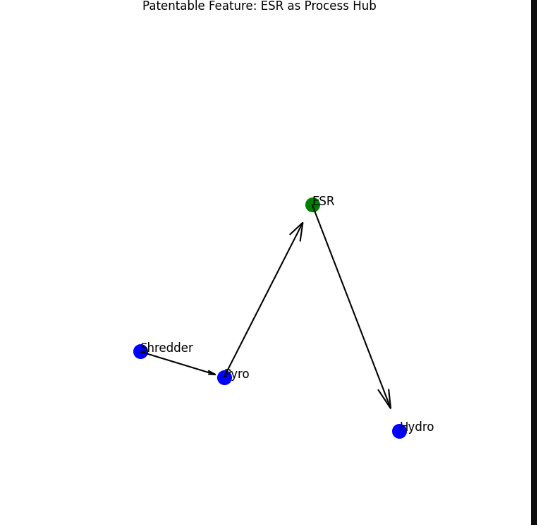 Patentable Feature: ESR as Process Hub
ESR
Shredder
Pyro
Hydro